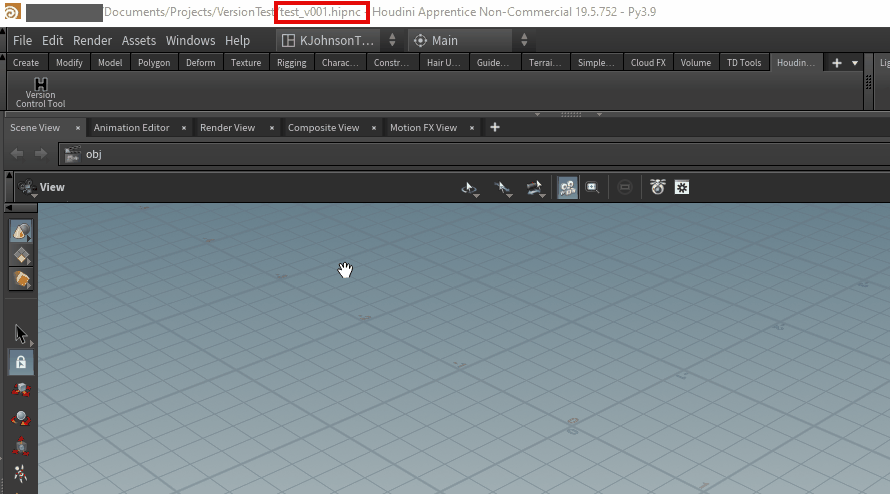 /Documents/Projects/VersionTest/test_v001.hipnc - Houdini Apprentice Non-Commercial 19.5.752 - Py3.9
File Edit Render Assets Windows Help KJohnsonT... Main
Create Modify Model Polygon Deform Texture Rigging Charac... Constr... Hair U... Guide... Terrai... Simple... Cloud FX Volume TD Tools Houdin... Lig
H
Version
Control Tool
Scene View Animation Editor Render View Composite View Motion FX View
obj
View